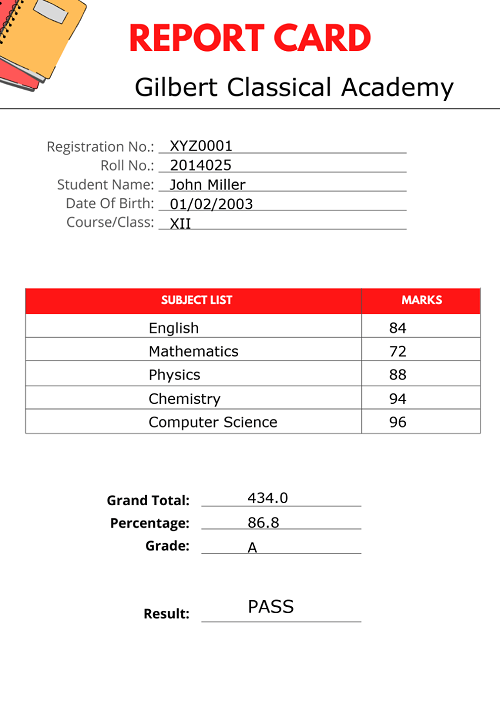 REPORT CARD
Gilbert Classical Academy
Registration No.: XYZ0001
Roll No.: 2014025
Student Name: John Miller
Date Of Birth: 01/02/2003
Course/Class: XII
SUBJECT LIST MARKS
English 84
Mathematics 72
Physics 88
Chemistry 94
Computer Science 96
Grand Total: 434.0
Percentage: 86.8
Grade: A
Result: PASS